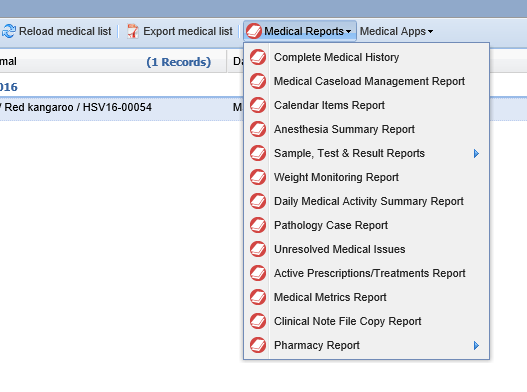 Reload medical list Export medical list Medical Reports Medical Apps
mal (1 Records) Da
016
/ Red kangaroo / HSV16-00054 M
Complete Medical History
Medical Caseload Management Report
Calendar Items Report
Anesthesia Summary Report
Sample, Test & Result Reports
Weight Monitoring Report
Daily Medical Activity Summary Report
Pathology Case Report
Unresolved Medical Issues
Active Prescriptions/Treatments Report
Medical Metrics Report
Clinical Note File Copy Report
Pharmacy Report